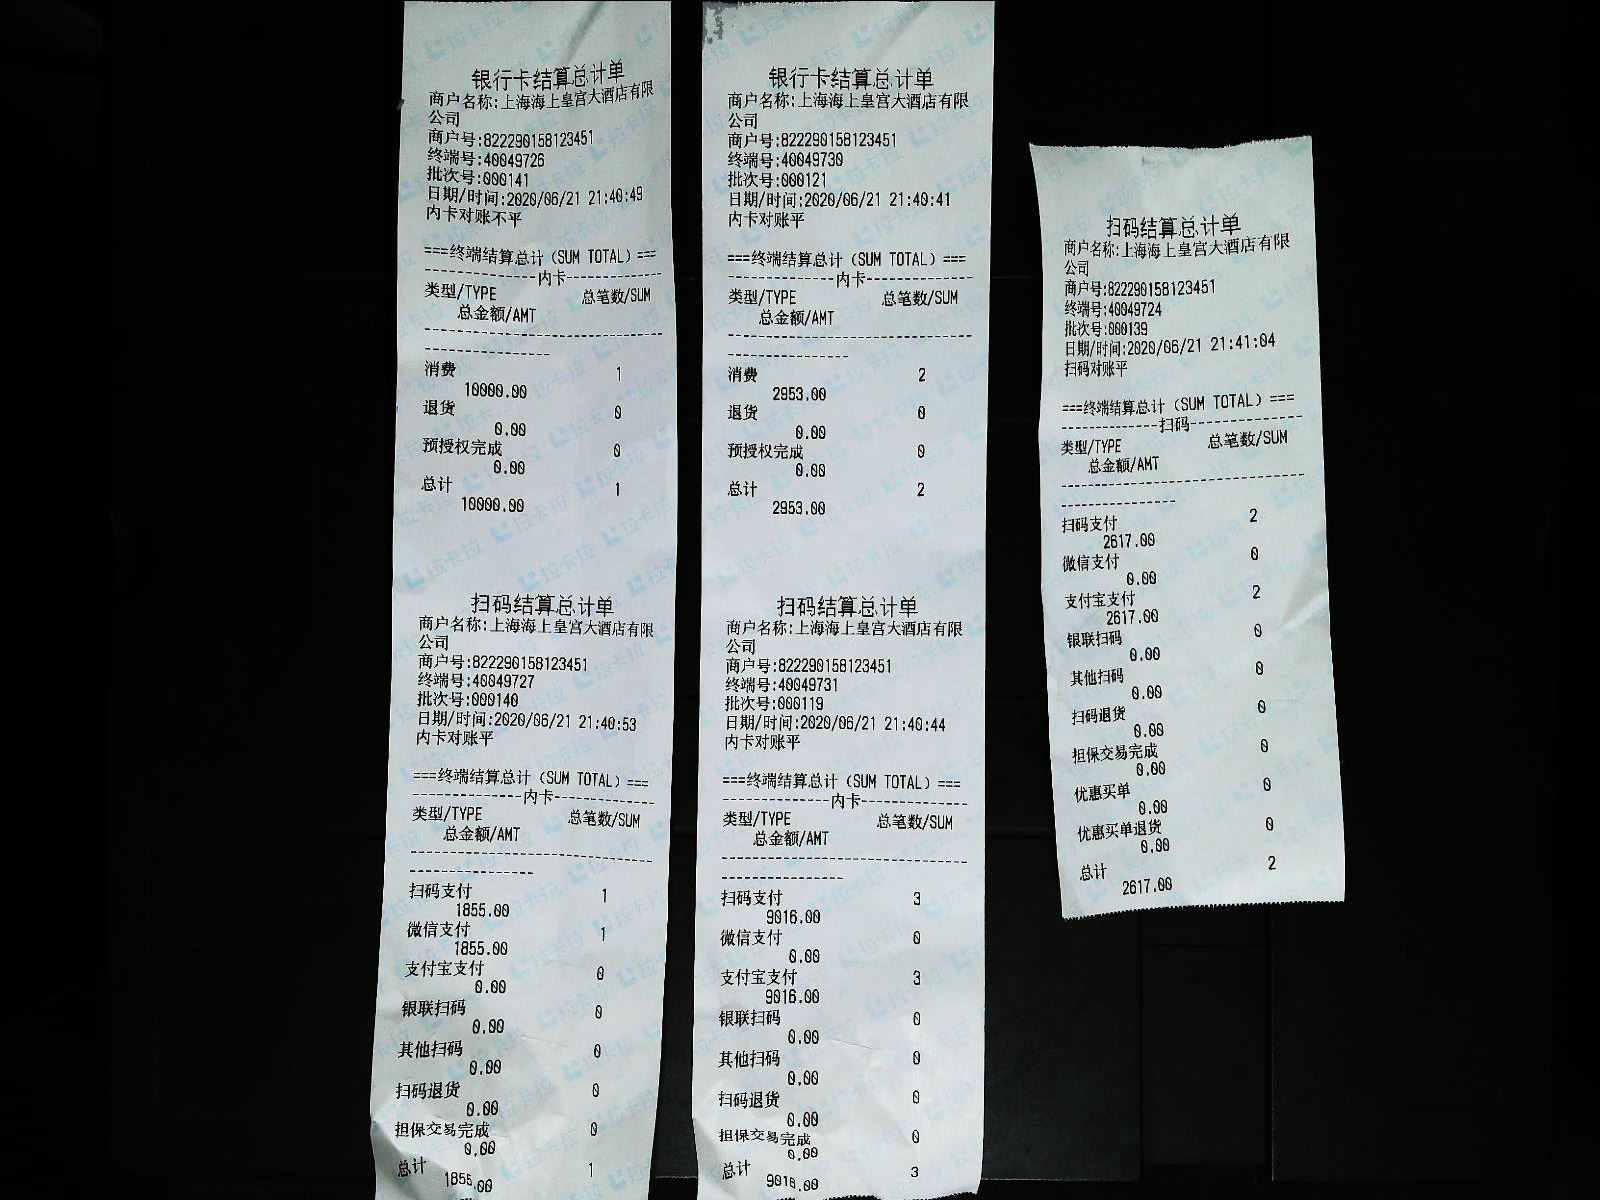 银行卡结算总计单
商户名称:上海海上皇宫大酒店有限
公司
商户号:822290158123451
终端号:40049726
批次号:000141
日期/时间:2020/06/21 21:40:49
内卡对账不平
===终端结算总计(SUM TOTAL)===
--------------内卡--------------
类型/TYPE 总笔数/SUM
总金额/AMT
消费 1
10000.00
退货 0
0.00
预授权完成 0
0.00
总计 1
10000.00
扫码结算总计单
商户名称:上海海上皇宫大酒店有限
公司
商户号:822290158123451
终端号:40049727
批次号:000140
日期/时间:2020/06/21 21:40:53
内卡对账平
===终端结算总计(SUM TOTAL)===
--------------内卡--------------
类型/TYPE 总笔数/SUM
总金额/AMT
扫码支付 1
1855.00
微信支付 1
1855.00
支付宝支付 0
0.00
银联扫码 0
0.00
其他扫码 0
0.00
扫码退货 0
0.00
担保交易完成 0
0.00
总计 1
1855.00
银行卡结算总计单
商户名称:上海海上皇宫大酒店有限
公司
商户号:822290158123451
终端号:40049730
批次号:000121
日期/时间:2020/06/21 21:40:41
内卡对账平
===终端结算总计(SUM TOTAL)===
--------------内卡--------------
类型/TYPE 总笔数/SUM
总金额/AMT
消费 2
2953.00
退货 0
0.00
预授权完成 0
0.00
总计 2
2953.00
扫码结算总计单
商户名称:上海海上皇宫大酒店有限
公司
商户号:822290158123451
终端号:40049731
批次号:000119
日期/时间:2020/06/21 21:40:44
内卡对账平
===终端结算总计(SUM TOTAL)===
--------------内卡--------------
类型/TYPE 总笔数/SUM
总金额/AMT
扫码支付 3
9016.00
微信支付 0
0.00
支付宝支付 3
9016.00
银联扫码 0
0.00
其他扫码 0
0.00
扫码退货 0
0.00
担保交易完成 0
0.00
总计 3
9016.00
扫码结算总计单
商户名称:上海海上皇宫大酒店有限
公司
商户号:822290158123451
终端号:40049724
批次号:000139
日期/时间:2020/06/21 21:41:04
扫码对账平
===终端结算总计(SUM TOTAL)===
--------------扫码--------------
类型/TYPE 总笔数/SUM
总金额/AMT
扫码支付 2
2617.00
微信支付 0
0.00
支付宝支付 2
2617.00
银联扫码 0
0.00
其他扫码 0
0.00
扫码退货 0
0.00
担保交易完成 0
0.00
优惠买单 0
0.00
优惠买单退货 0
0.00
总计 2
2617.00